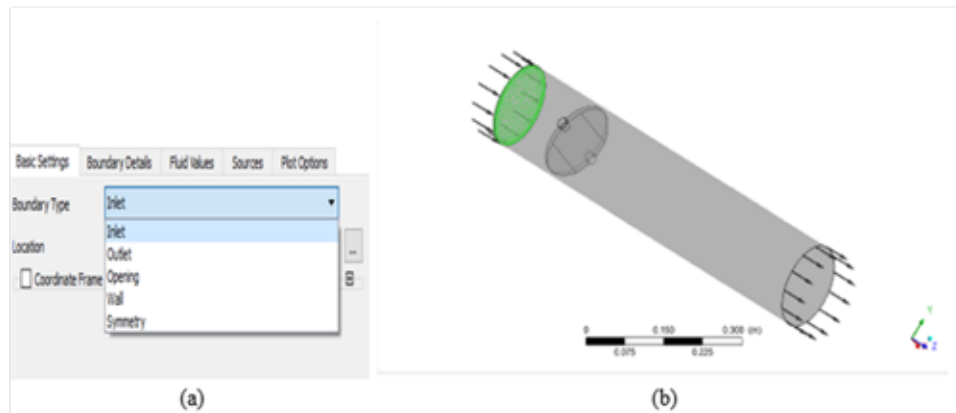 Basic Settings Boundary Details Fluid Values Sources Plot Options
Boundary Type Inlet
Inlet
Location
Outlet
Coordinate Frame Opening
Wall
Symmetry
...
0 0.150 0.300 (m)
0.075 0.225
Y
Z
(a) (b)